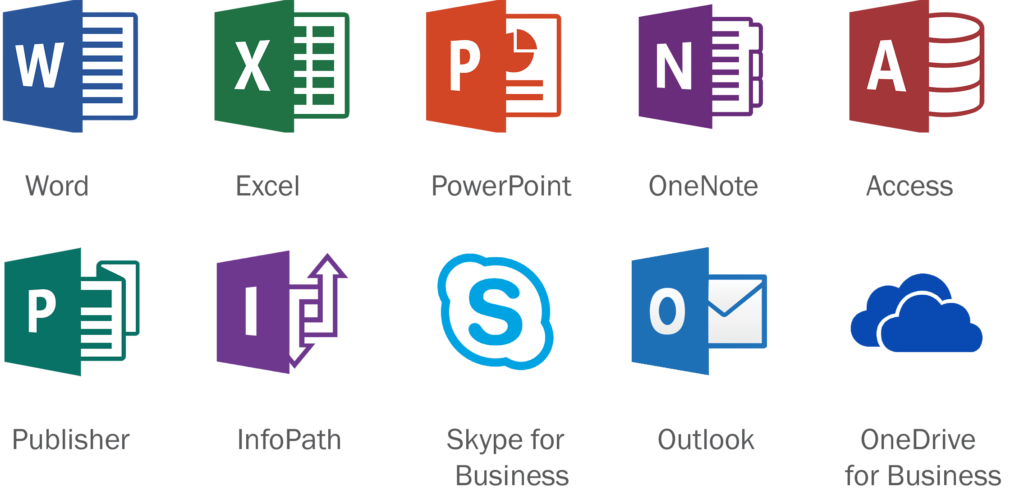 W X P N A
Word Excel PowerPoint OneNote Access
P I S O
Publisher InfoPath Skype for Outlook OneDrive
Business for Business